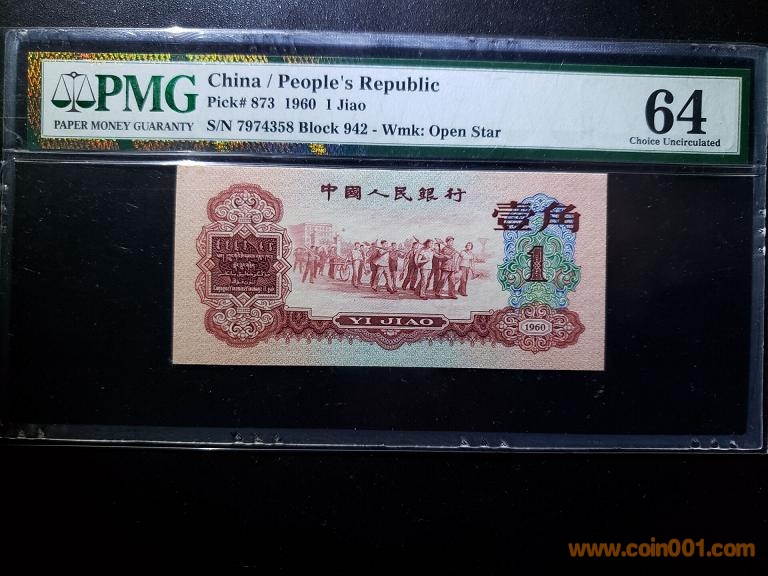 PMG
PAPER MONEY GUARANTY
China / People's Republic
Pick# 873 1960 1 Jiao
S/N 7974358 Block 942 - Wmk: Open Star
64
Choice Uncirculated
中國人民銀行
壹角
1
YI JIAO
1960
www.coin001.com